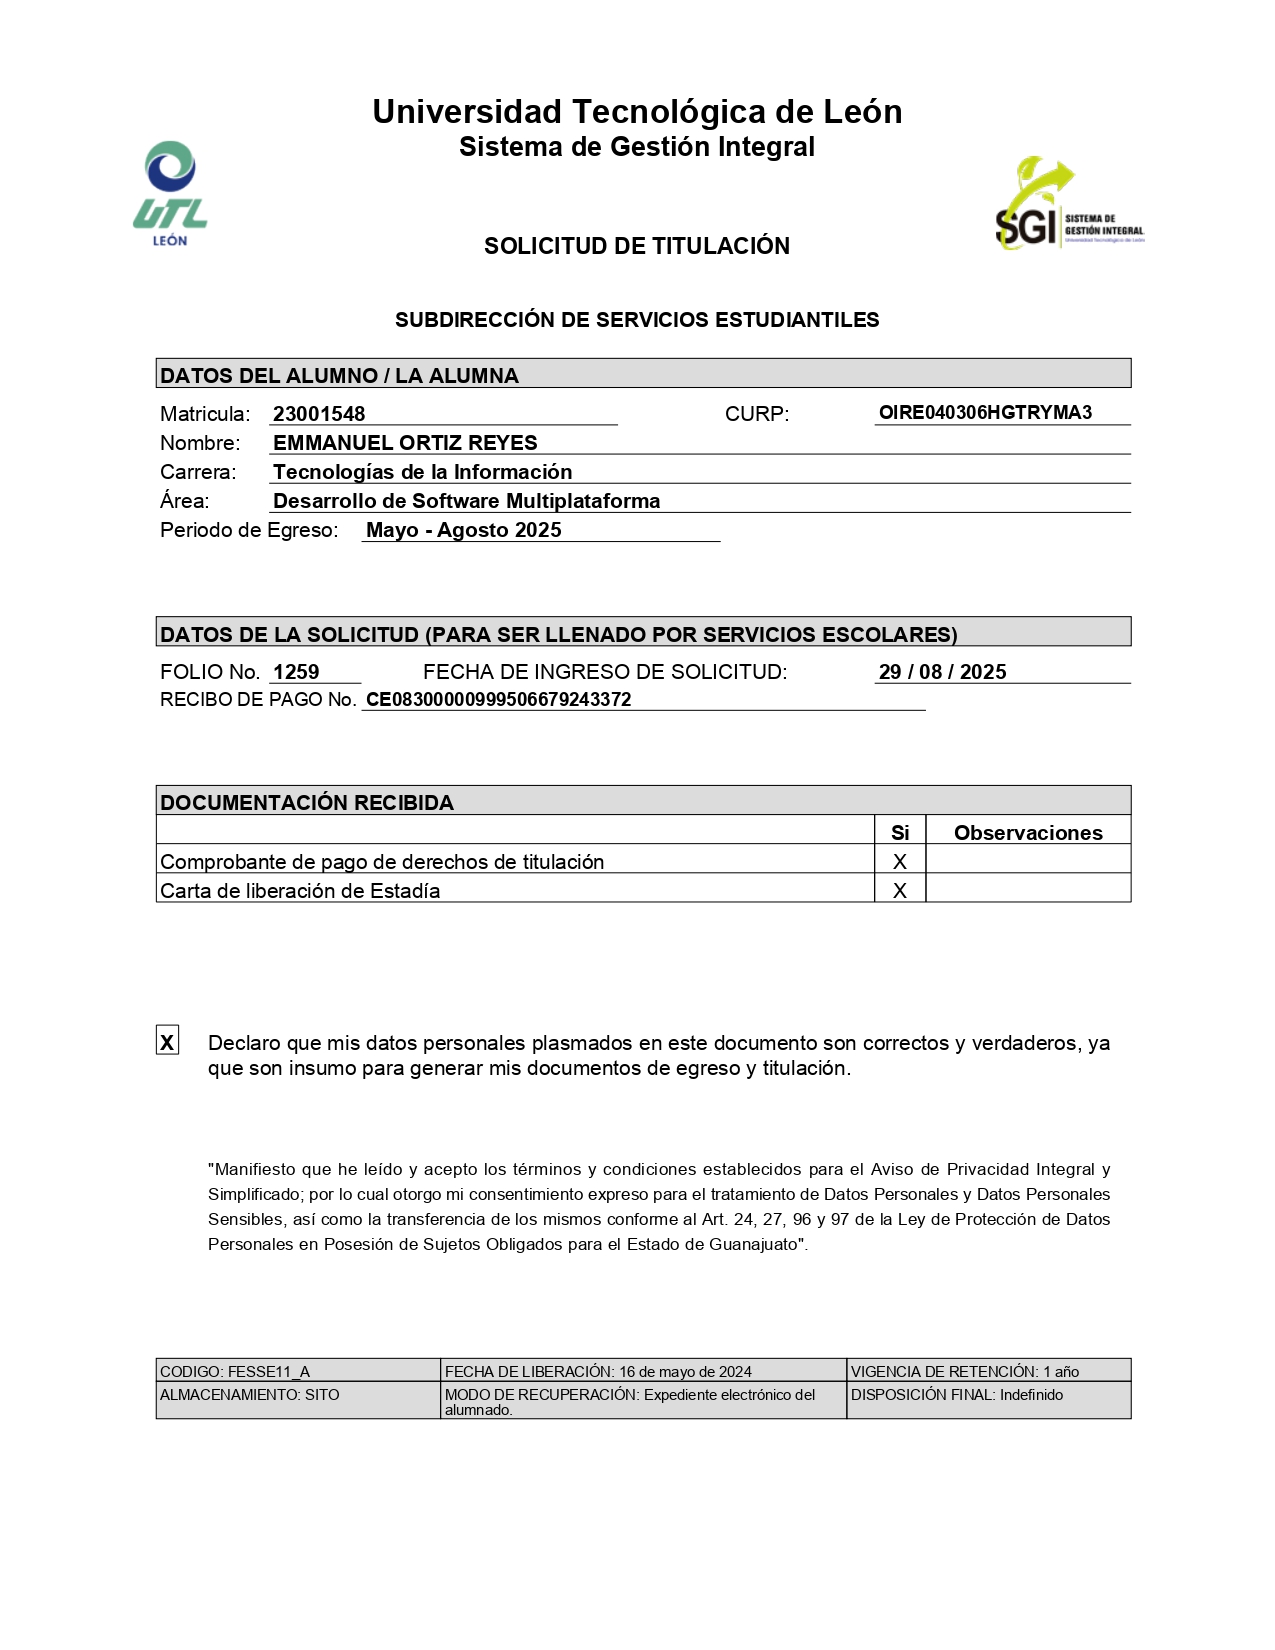 Universidad Tecnológica de León
Sistema de Gestión Integral
UTL
LEÓN
SGI
SISTEMA DE
GESTIÓN INTEGRAL
Universidad Tecnológica de León
SOLICITUD DE TITULACIÓN
SUBDIRECCIÓN DE SERVICIOS ESTUDIANTILES
DATOS DEL ALUMNO / LA ALUMNA
Matricula: 23001548 CURP: OIRE040306HGTRYMA3
Nombre: EMMANUEL ORTIZ REYES
Carrera: Tecnologías de la Información
Área: Desarrollo de Software Multiplataforma
Periodo de Egreso: Mayo - Agosto 2025
DATOS DE LA SOLICITUD (PARA SER LLENADO POR SERVICIOS ESCOLARES)
FOLIO No. 1259 FECHA DE INGRESO DE SOLICITUD: 29 / 08 / 2025
RECIBO DE PAGO No. CE08300000999506679243372
DOCUMENTACIÓN RECIBIDA
Si Observaciones
Comprobante de pago de derechos de titulación X
Carta de liberación de Estadía X
X Declaro que mis datos personales plasmados en este documento son correctos y verdaderos, ya
que son insumo para generar mis documentos de egreso y titulación.
"Manifiesto que he leído y acepto los términos y condiciones establecidos para el Aviso de Privacidad Integral y
Simplificado; por lo cual otorgo mi consentimiento expreso para el tratamiento de Datos Personales y Datos Personales
Sensibles, así como la transferencia de los mismos conforme al Art. 24, 27, 96 y 97 de la Ley de Protección de Datos
Personales en Posesión de Sujetos Obligados para el Estado de Guanajuato".
CODIGO: FESSE11_A FECHA DE LIBERACIÓN: 16 de mayo de 2024 VIGENCIA DE RETENCIÓN: 1 año
ALMACENAMIENTO: SITO MODO DE RECUPERACIÓN: Expediente electrónico del DISPOSICIÓN FINAL: Indefinido
alumnado.